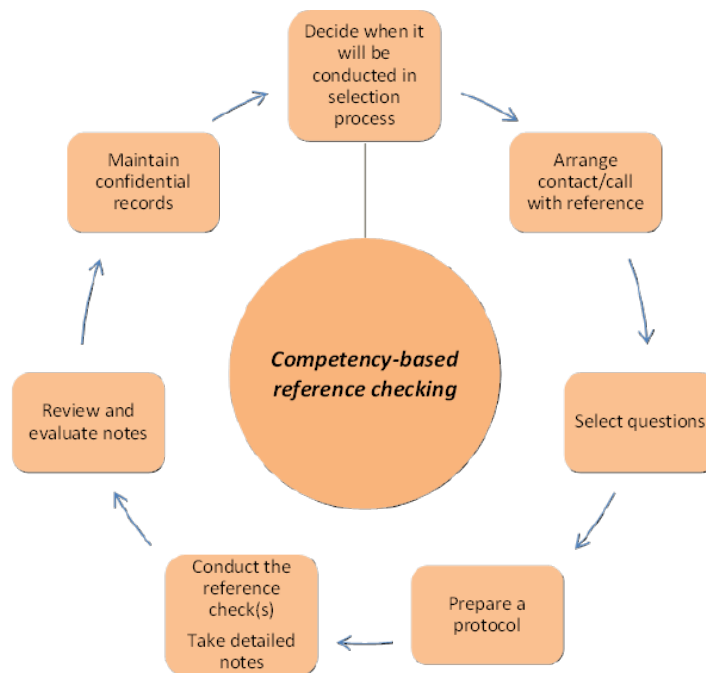 Decide when it
will be
conducted in
selection
process
Arrange
contact/call
with reference
Select questions
Prepare a
protocol
Conduct the
reference
check(s)
Take detailed
notes
Review and
evaluate notes
Maintain
confidential
records
Competency-based
reference checking